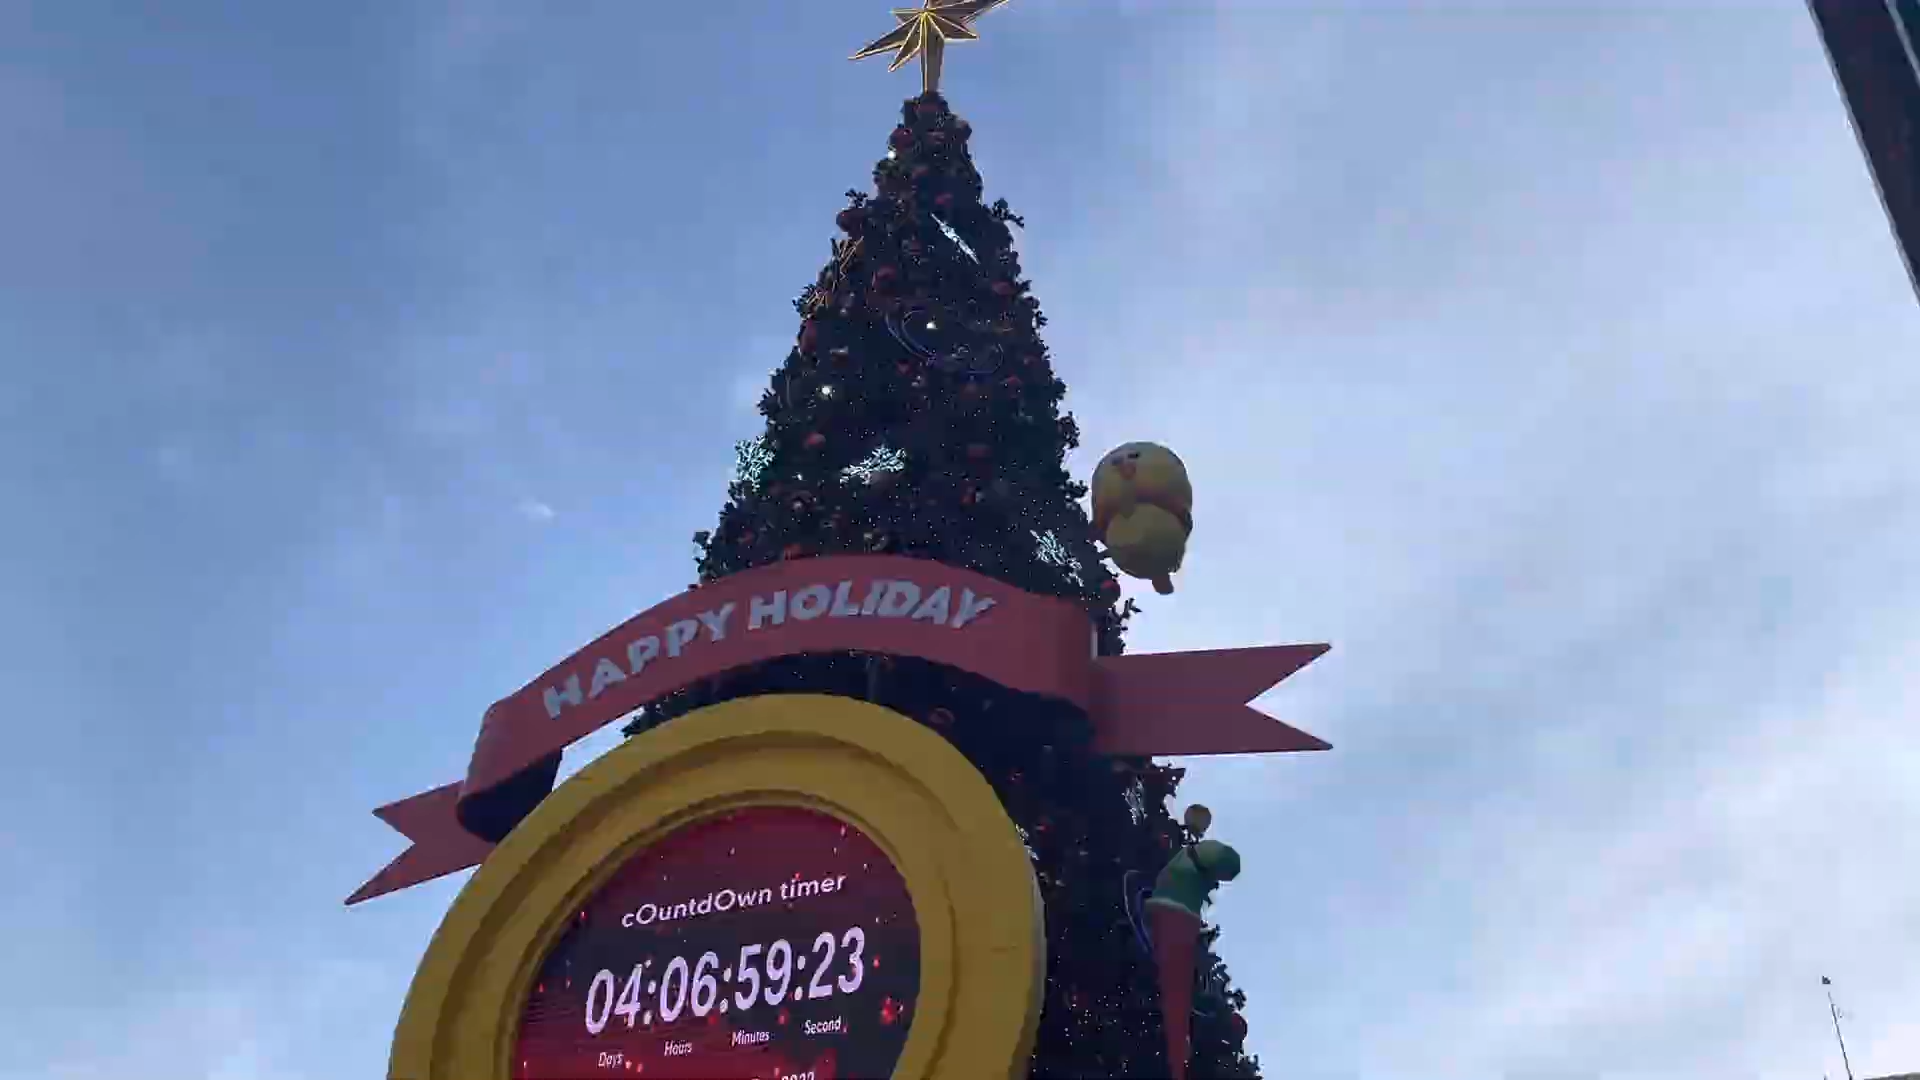 HAPPY HOLIDAY
cOuntdOwn timer
04:06:59:23
Days Hours Minutes Second